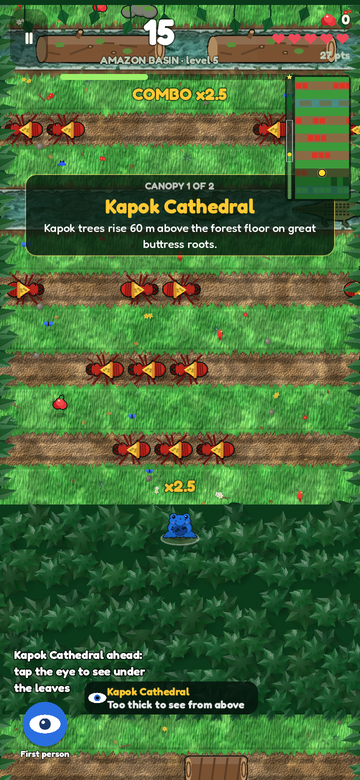 15
0
AMAZON BASIN · level 5
27 pts
COMBO x2.5
CANOPY 1 OF 2
Kapok Cathedral
Kapok trees rise 60 m above the forest floor on great
buttress roots.
x2.5
Kapok Cathedral ahead:
tap the eye to see under
the leaves
Kapok Cathedral
Too thick to see from above
First person